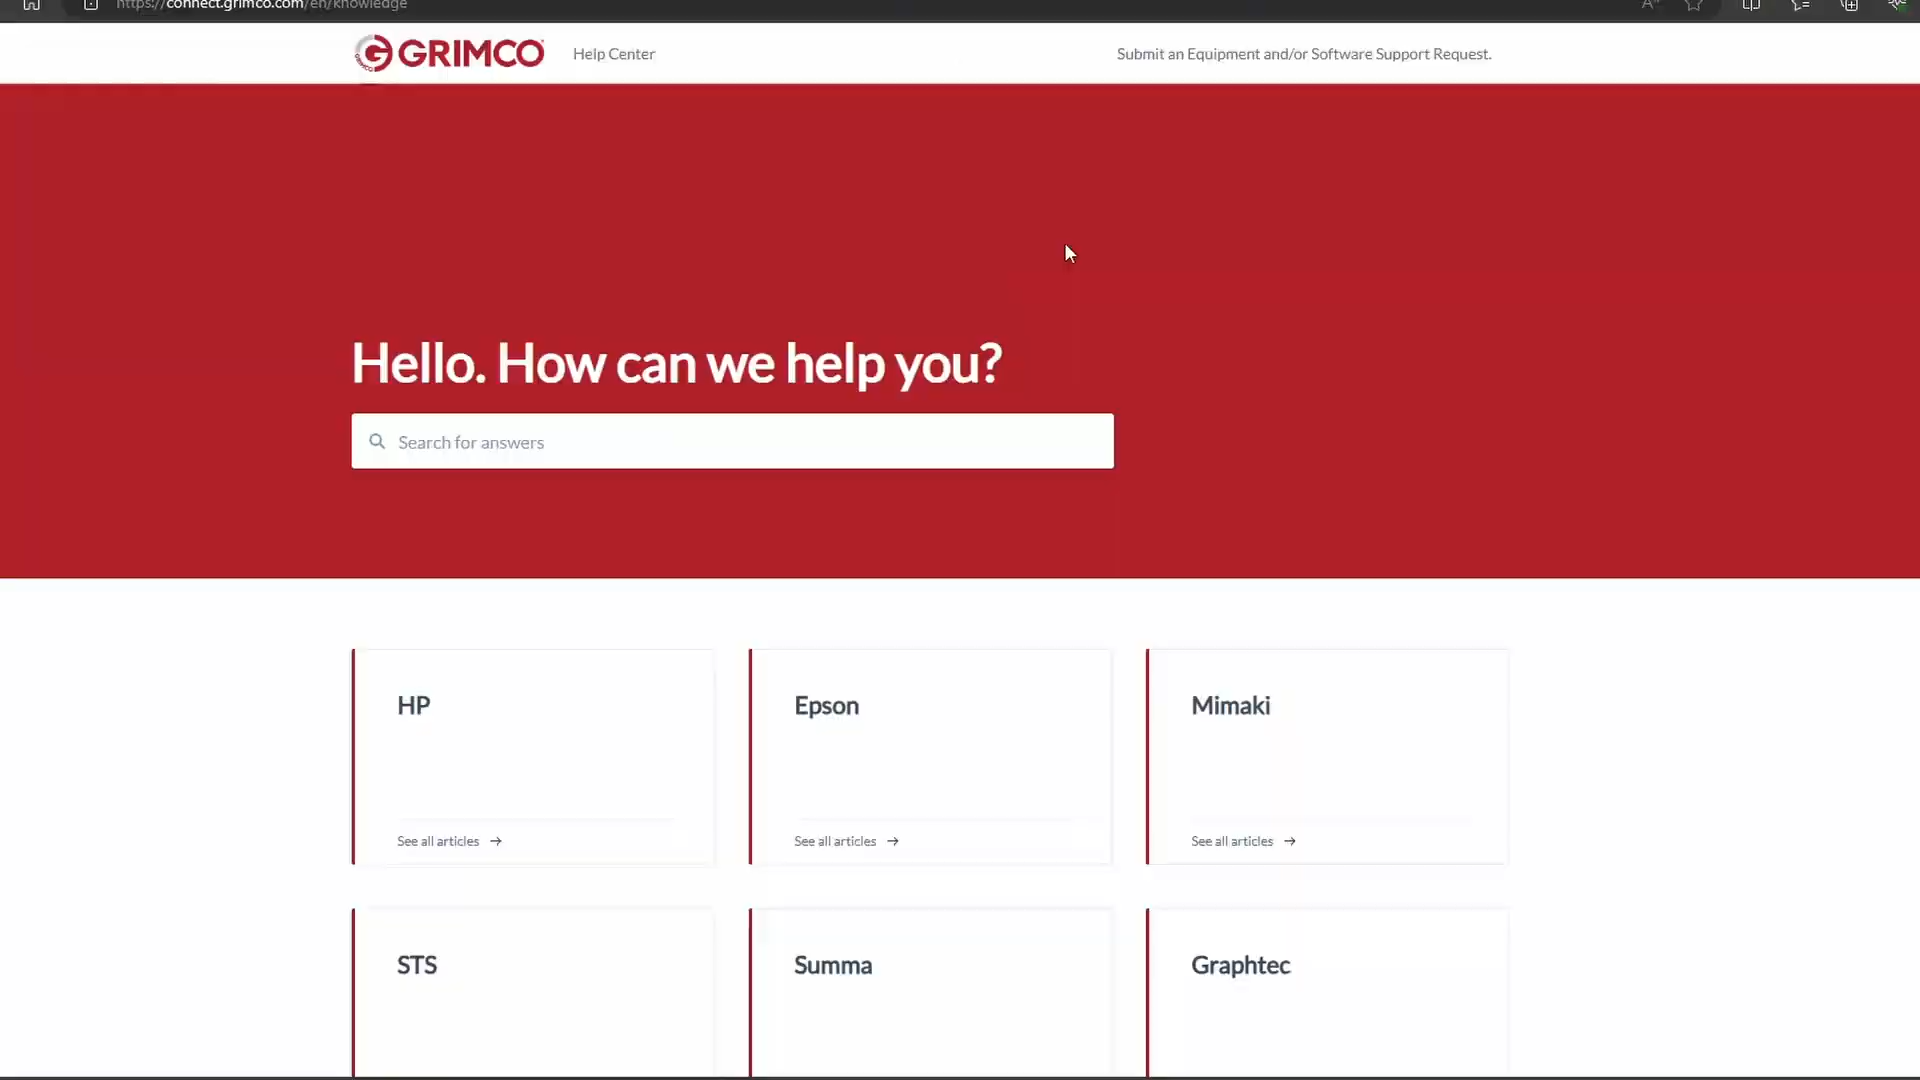 https://connect.grimco.com/en/knowledge
GRIMCO
Help Center
Submit an Equipment and/or Software Support Request.
Hello. How can we help you?
Search for answers
HP
Epson
Mimaki
See all articles →
See all articles →
See all articles →
STS
Summa
Graphtec